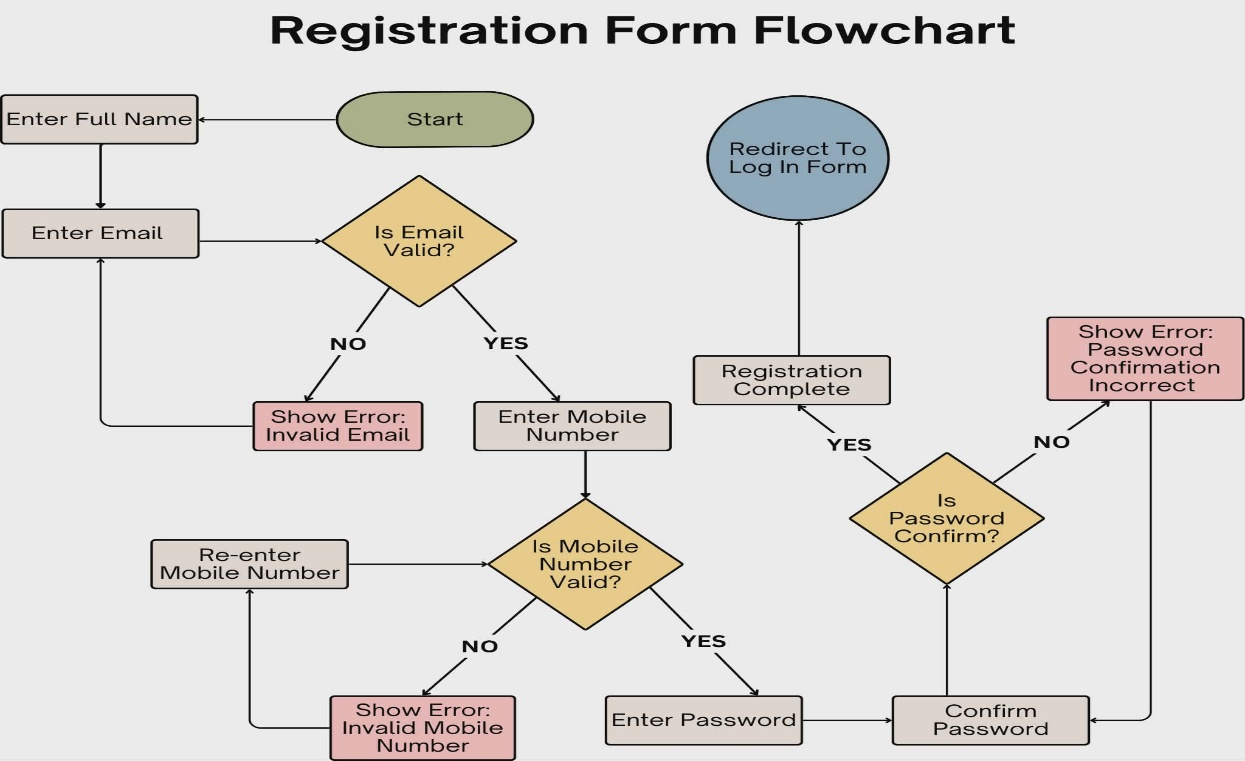 Registration Form Flowchart
Start
Enter Full Name
Enter Email
Is Email
Valid?
NO
YES
Show Error:
Invalid Email
Enter Mobile
Number
Is Mobile
Number
Valid?
Re-enter
Mobile Number
NO
YES
Show Error:
Invalid Mobile
Number
Enter Password
Confirm
Password
Is
Password
Confirm?
YES
NO
Show Error:
Password
Confirmation
Incorrect
Registration
Complete
Redirect To
Log In Form